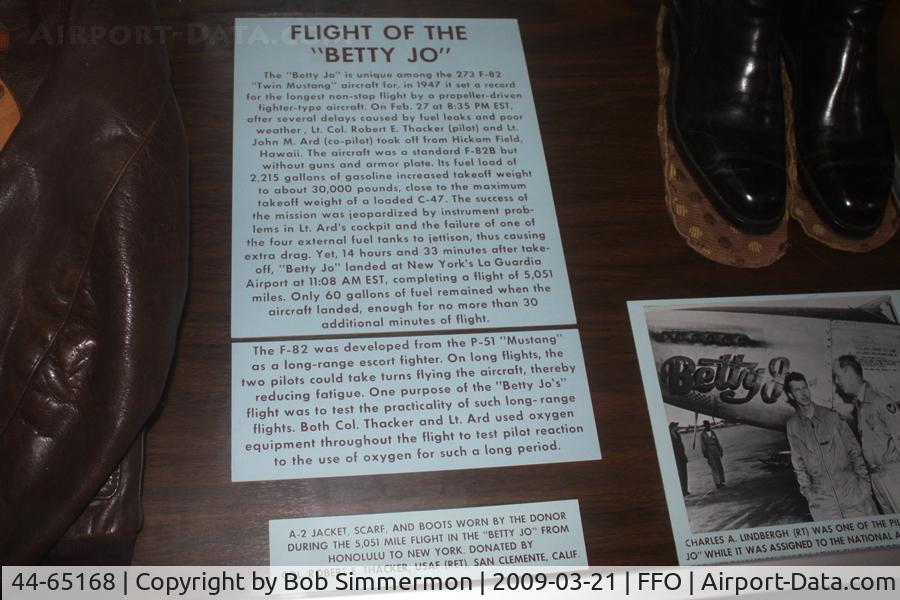 AIRPORT-DATA.COM
FLIGHT OF THE
"BETTY JO"
The "Betty Jo" is unique among the 273 F-82
"Twin Mustang" aircraft for, in 1947 it set a record
for the longest non-stop flight by a propeller-driven
fighter-type aircraft. On Feb. 27 at 8:35 PM EST,
after several delays caused by fuel leaks and poor
weather, Lt. Col. Robert E. Thacker (pilot) and Lt.
John M. Ard (co-pilot) took off from Hickam Field,
Hawaii. The aircraft was a standard F-82B but
without guns and armor plate. Its fuel load of
2,215 gallons of gasoline increased takeoff weight
to about 30,000 pounds, close to the maximum
takeoff weight of a loaded C-47. The success of
the mission was jeopardized by instrument prob-
lems in Lt. Ard's cockpit and the failure of one of
the four external fuel tanks to jettison, thus causing
extra drag. Yet, 14 hours and 33 minutes after take-
off, "Betty Jo" landed at New York's La Guardia
Airport at 11:08 AM EST, completing a flight of 5,051
miles. Only 60 gallons of fuel remained when the
aircraft landed, enough for no more than 30
additional minutes of flight.
The F-82 was developed from the P-51 "Mustang"
as a long-range escort fighter. On long flights, the
two pilots could take turns flying the aircraft, thereby
reducing fatigue. One purpose of the "Betty Jo's"
flight was to test the practicality of such long-range
flights. Both Col. Thacker and Lt. Ard used oxygen
equipment throughout the flight to test pilot reaction
to the use of oxygen for such a long period.
A-2 JACKET, SCARF, AND BOOTS WORN BY THE DONOR
DURING THE 5,051 MILE FLIGHT IN THE "BETTY JO" FROM
HONOLULU TO NEW YORK. DONATED BY
ROBERT E. THACKER, USAF (RET), SAN CLEMENTE, CALIF.
Betty Jo
CHARLES A. LINDBERGH (RT) WAS ONE OF THE
JO" WHILE IT WAS ASSIGNED TO THE NATIONAL
44-65168 | Copyright by Bob Simmermon | 2009-03-21 | FFO | Airport-Data.com